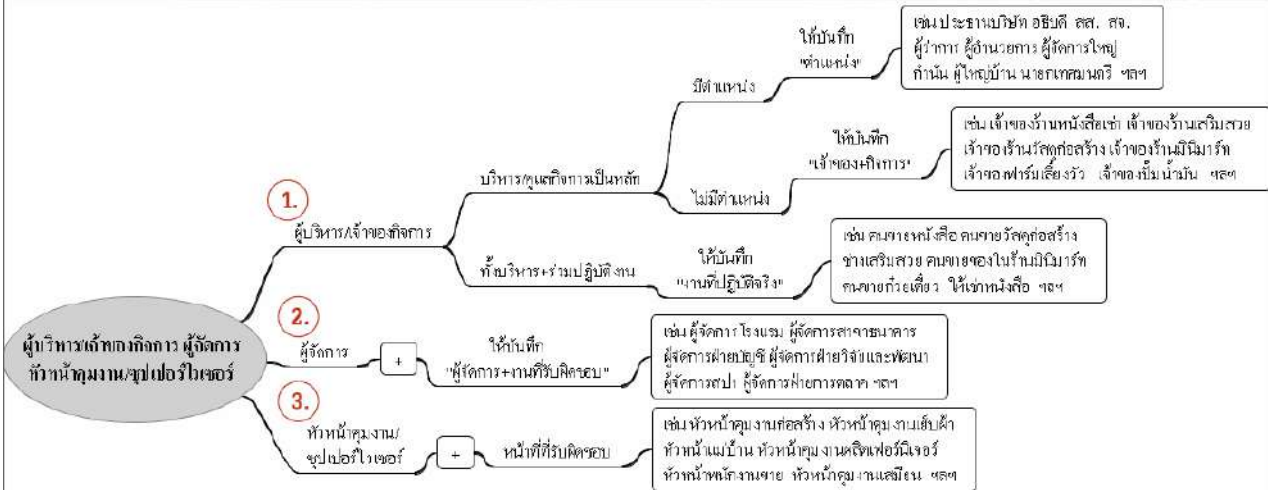 ผู้บริหาร/เจ้าของกิจการ ผู้จัดการ
หัวหน้าคุมงาน/ซุปเปอร์ไวเซอร์
1.
ผู้บริหาร/เจ้าของกิจการ
บริหาร/ดูแลกิจการเป็นหลัก
มีตำแหน่ง
ให้บันทึก
"ตำแหน่ง"
เช่น ประธานบริษัท อธิบดี สส. สจ.
ผู้ว่าการ ผู้อำนวยการ ผู้จัดการใหญ่
กำนัน ผู้ใหญ่บ้าน นายกเทศมนตรี ฯลฯ
ไม่มีตำแหน่ง
ให้บันทึก
"เจ้าของ+กิจการ"
เช่น เจ้าของร้านหนังสือเช่า เจ้าของร้านเสริมสวย
เจ้าของร้านวัสดุก่อสร้าง เจ้าของร้านมินิมาร์ท
เจ้าของฟาร์มเลี้ยงวัว เจ้าของปั๊มน้ำมัน ฯลฯ
ทั้งบริหาร+ร่วมปฏิบัติงาน
ให้บันทึก
"งานที่ปฏิบัติจริง"
เช่น คนขายหนังสือ คนขายวัสดุก่อสร้าง
ช่างเสริมสวย คนขายของในร้านมินิมาร์ท
คนขายก๋วยเตี๋ยว ให้เช่าหนังสือ ฯลฯ
2.
ผู้จัดการ
+
ให้บันทึก
"ผู้จัดการ+งานที่รับผิดชอบ"
เช่น ผู้จัดการโรงแรม ผู้จัดการสาขาธนาคาร
ผู้จัดการฝ่ายบัญชี ผู้จัดการฝ่ายวิจัยและพัฒนา
ผู้จัดการสปา ผู้จัดการฝ่ายการตลาด ฯลฯ
3.
หัวหน้าคุมงาน/
ซุปเปอร์ไวเซอร์
+
หน้าที่ที่รับผิดชอบ
เช่น หัวหน้าคุมงานก่อสร้าง หัวหน้าคุมงานเย็บผ้า
หัวหน้าแม่บ้าน หัวหน้าคุมงานผลิตเฟอร์นิเจอร์
หัวหน้าพนักงานขาย หัวหน้าคุมงานเสมียน ฯลฯ